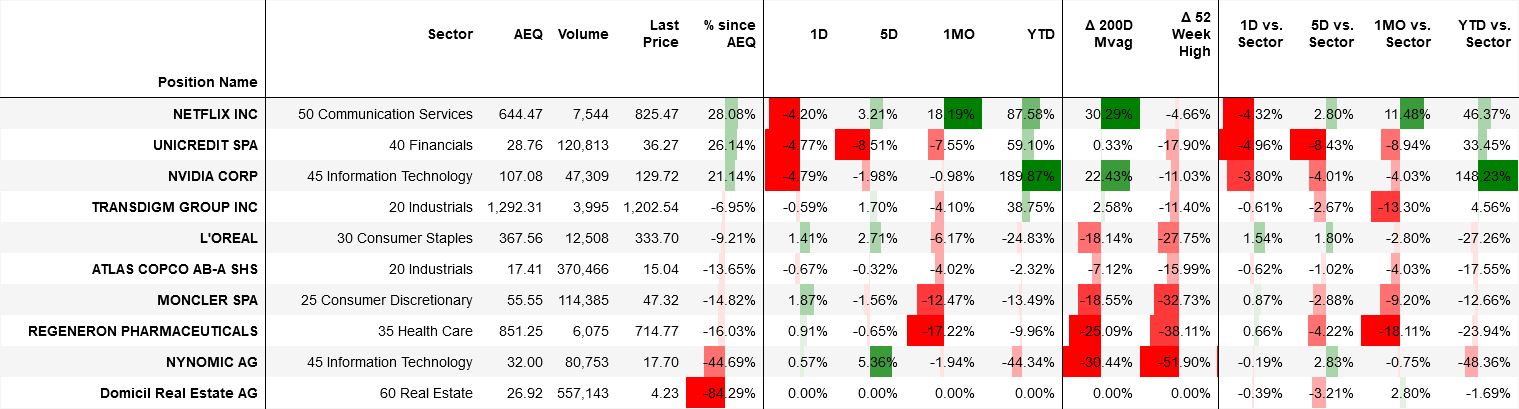 Position Name Sector AEQ Volume Last Price % since AEQ 1D 5D 1MO YTD Δ 200D Mvag Δ 52 Week High 1D vs. Sector 5D vs. Sector 1MO vs. Sector YTD vs. Sector
NETFLIX INC 50 Communication Services 644.47 7,544 825.47 28.08% -4.20% 3.21% 18.19% 87.58% 30.29% -4.66% -4.32% 2.80% 11.48% 46.37%
UNICREDIT SPA 40 Financials 28.76 120,813 36.27 26.14% -4.77% -8.51% -7.55% 59.10% 0.33% -17.90% -4.96% -8.43% -8.94% 33.45%
NVIDIA CORP 45 Information Technology 107.08 47,309 129.72 21.14% -4.79% -1.98% -0.98% 189.87% 22.43% -11.03% -3.80% -4.01% -4.03% 148.23%
TRANSDIGM GROUP INC 20 Industrials 1,292.31 3,995 1,202.54 -6.95% -0.59% 1.70% -4.10% 38.75% 2.58% -11.40% -0.61% -2.67% -13.30% 4.56%
L'OREAL 30 Consumer Staples 367.56 12,508 333.70 -9.21% 1.41% 2.71% -6.17% -24.83% -18.14% -27.75% 1.54% 1.80% -2.80% -27.26%
ATLAS COPCO AB-A SHS 20 Industrials 17.41 370,466 15.04 -13.65% -0.67% -0.32% -4.02% -2.32% -7.12% -15.99% -0.62% -1.02% -4.03% -17.55%
MONCLER SPA 25 Consumer Discretionary 55.55 114,385 47.32 -14.82% 1.87% -1.56% -12.47% -13.49% -18.55% -32.73% 0.87% -2.88% -9.20% -12.66%
REGENERON PHARMACEUTICALS 35 Health Care 851.25 6,075 714.77 -16.03% 0.91% -0.65% -17.22% -9.96% -25.09% -38.11% 0.66% -4.22% -18.11% -23.94%
NYNOMIC AG 45 Information Technology 32.00 80,753 17.70 -44.69% 0.57% 5.36% -1.94% -44.34% -30.44% -51.90% -0.19% 2.83% -0.75% -48.36%
Domicil Real Estate AG 60 Real Estate 26.92 557,143 4.23 -84.29% 0.00% 0.00% 0.00% 0.00% 0.00% 0.00% -0.39% -3.21% 2.80% -1.69%